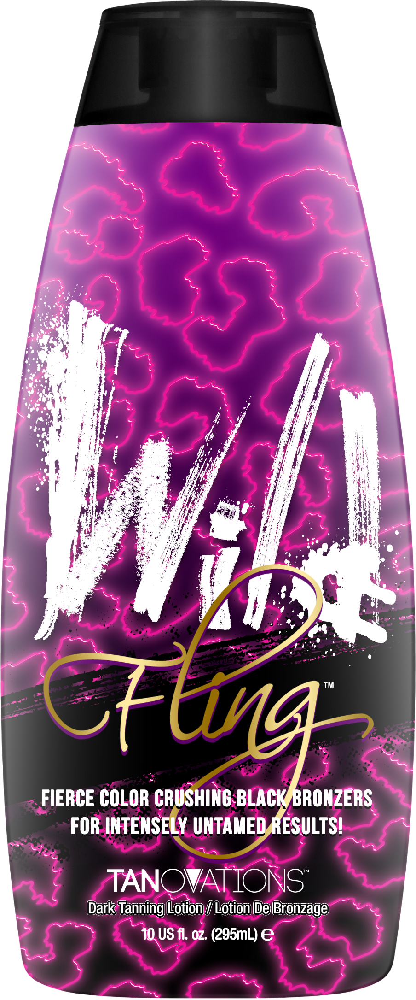 Wild
Fling™
FIERCE COLOR CRUSHING BLACK BRONZERS
FOR INTENSELY UNTAMED RESULTS!
TANOVATIONS™
Dark Tanning Lotion / Lotion De Bronzage
10 US fl. oz. (295mL) ℮